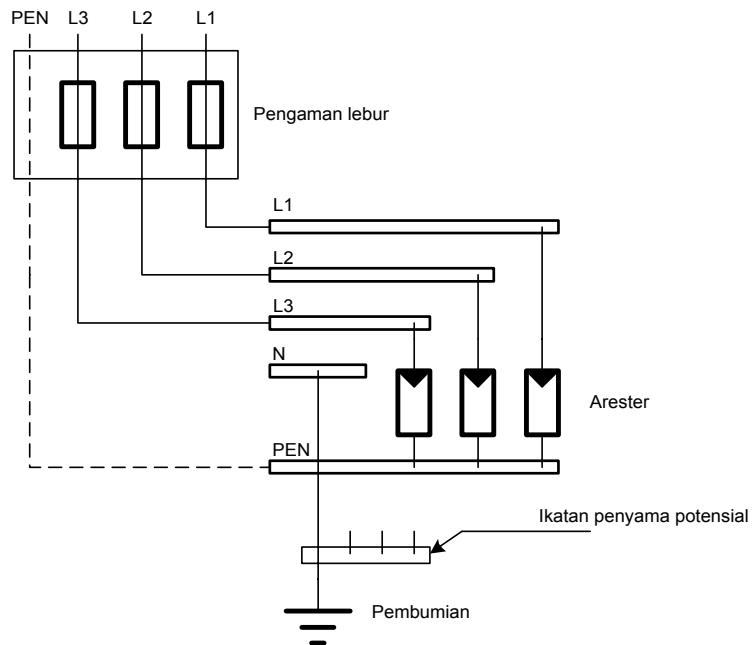 PEN L3 L2 L1
Pengaman lebur
L1
L2
L3
N
Arester
PEN
Ikatan penyama potensial
Pembumian